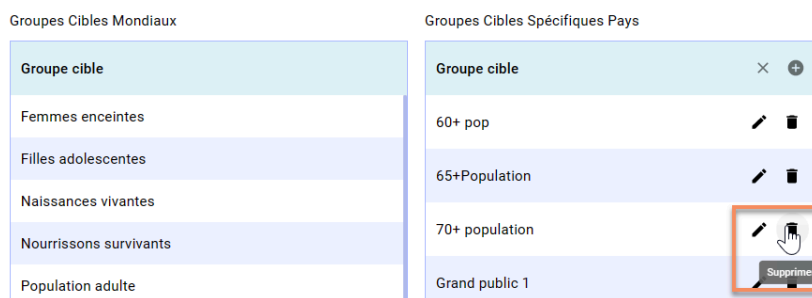 Groupes Cibles Mondiaux
Groupe cible
Femmes enceintes
Filles adolescentes
Naissances vivantes
Nourrissons survivants
Population adulte
Groupes Cibles Spécifiques Pays
Groupe cible
60+ pop
65+Population
70+ population
Supprime
Grand public 1